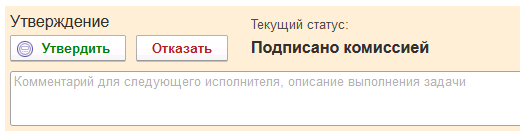 Утверждение
Текущий статус:
Утвердить
Отказать
Подписано комиссией
Комментарий для следующего исполнителя, описание выполнения задачи